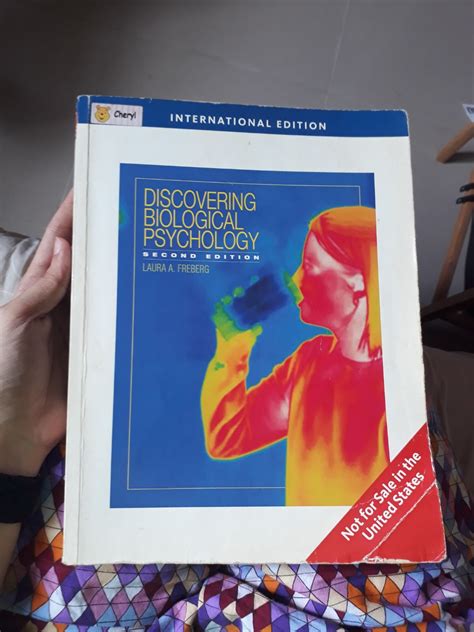 Cheryl
INTERNATIONAL EDITION
DISCOVERING
BIOLOGICAL
PSYCHOLOGY
SECOND EDITION
LAURA A. FREBERG
Not for Sale in the
United States